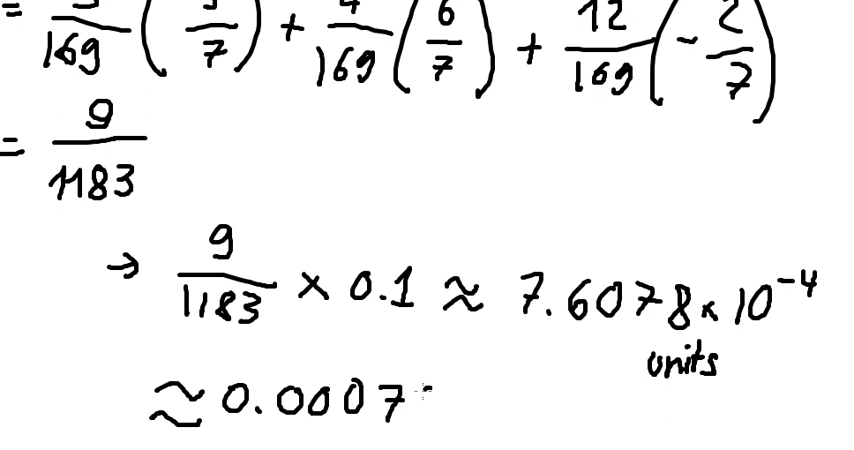 = 3/169 (3/7) + 4/169 (6/7) + 12/169 (-2/7)
= 9/1183
→ 9/1183 × 0.1 ≈ 7.6078 × 10⁻⁴
units
≈ 0.0007